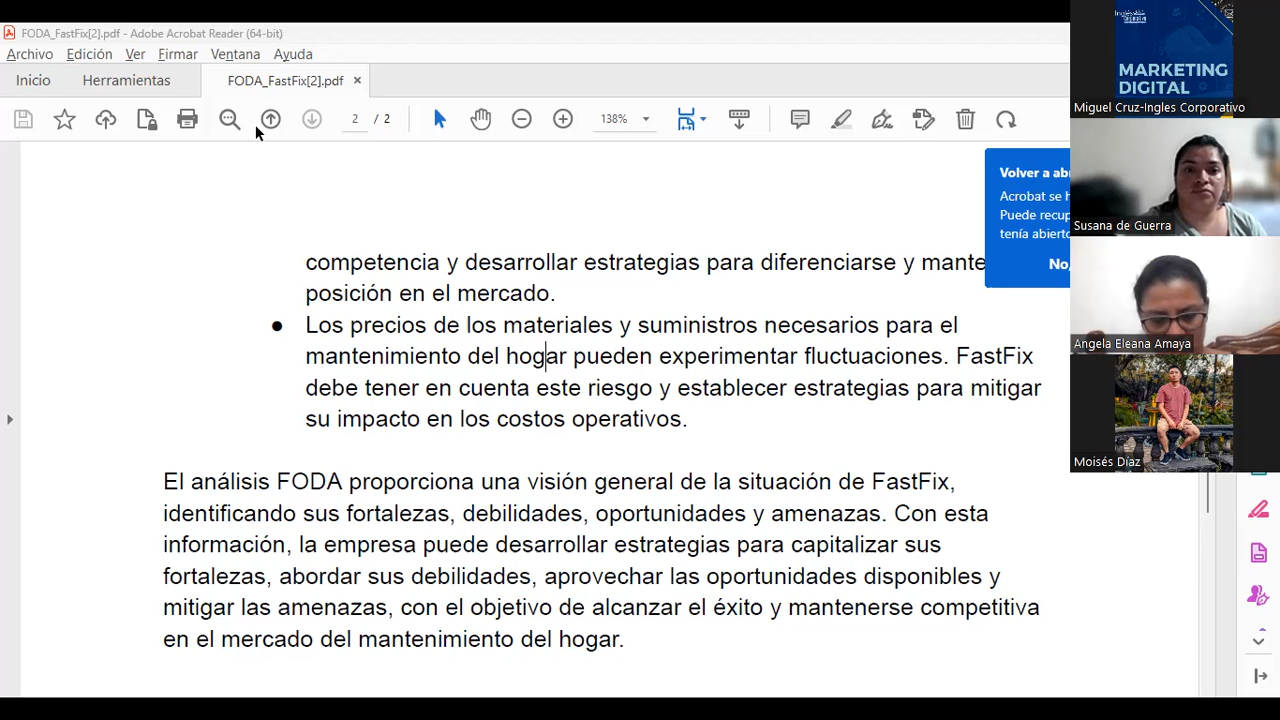 FODA_FastFix[2].pdf - Adobe Acrobat Reader (64-bit)
Archivo Edición Ver Firmar Ventana Ayuda
Inicio Herramientas FODA_FastFix[2].pdf ×
2 / 2 138%
Volver a
Acrobat se
Puede
tenía abierto
No,
competencia y desarrollar estrategias para diferenciarse y
posición en el mercado.
● Los precios de los materiales y suministros necesarios para el
mantenimiento del hogar pueden experimentar fluctuaciones. FastFix
debe tener en cuenta este riesgo y establecer estrategias para mitigar
su impacto en los costos operativos.
El análisis FODA proporciona una visión general de la situación de FastFix,
identificando sus fortalezas, debilidades, oportunidades y amenazas. Con esta
información, la empresa puede desarrollar estrategias para capitalizar sus
fortalezas, abordar sus debilidades, aprovechar las oportunidades disponibles y
mitigar las amenazas, con el objetivo de alcanzar el éxito y mantenerse competitiva
en el mercado del mantenimiento del hogar.
MARKETING
DIGITAL
Miguel Cruz-Ingles Corporativo
Susana de Guerra
Angela Eleana Amaya
Moisés Díaz